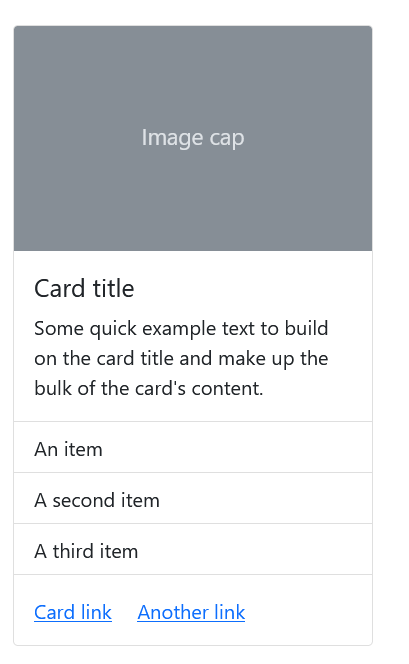 Image cap
Card title
Some quick example text to build
on the card title and make up the
bulk of the card's content.
An item
A second item
A third item
Card link Another link